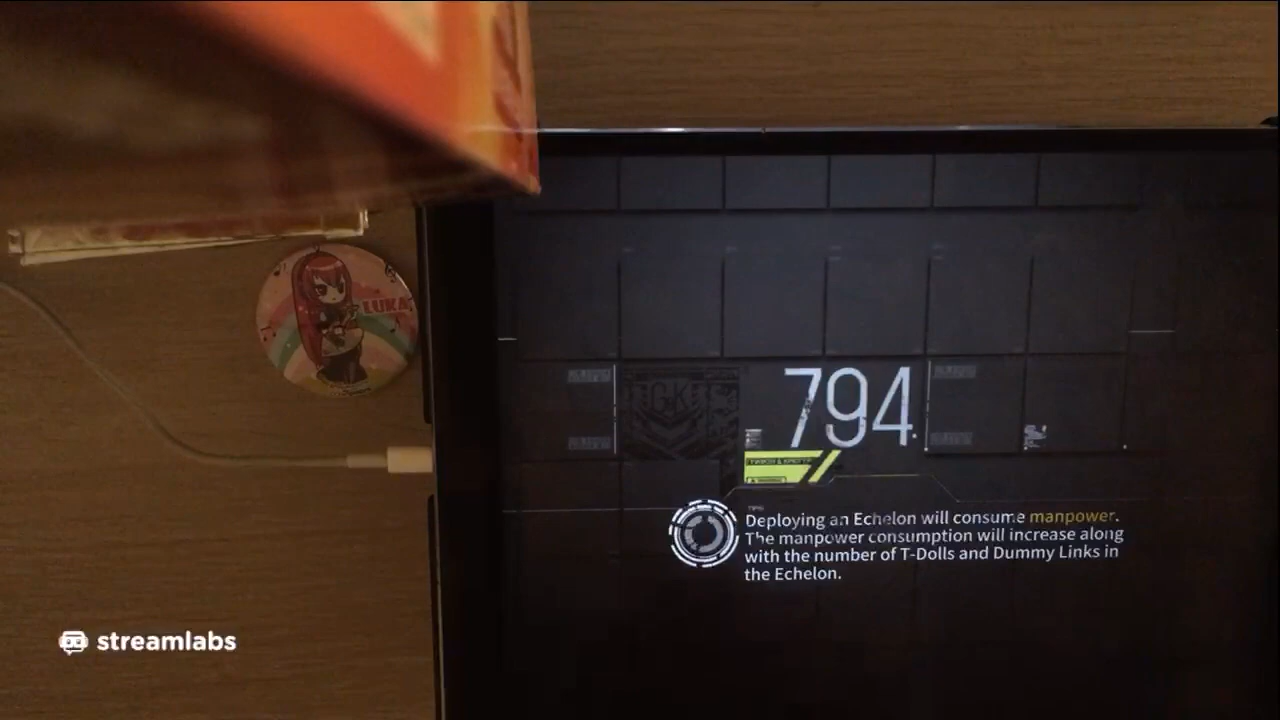 LUKA
G&K
794
TIPS
Deploying an Echelon will consume manpower.
The manpower consumption will increase along
with the number of T-Dolls and Dummy Links in
the Echelon.
streamlabs